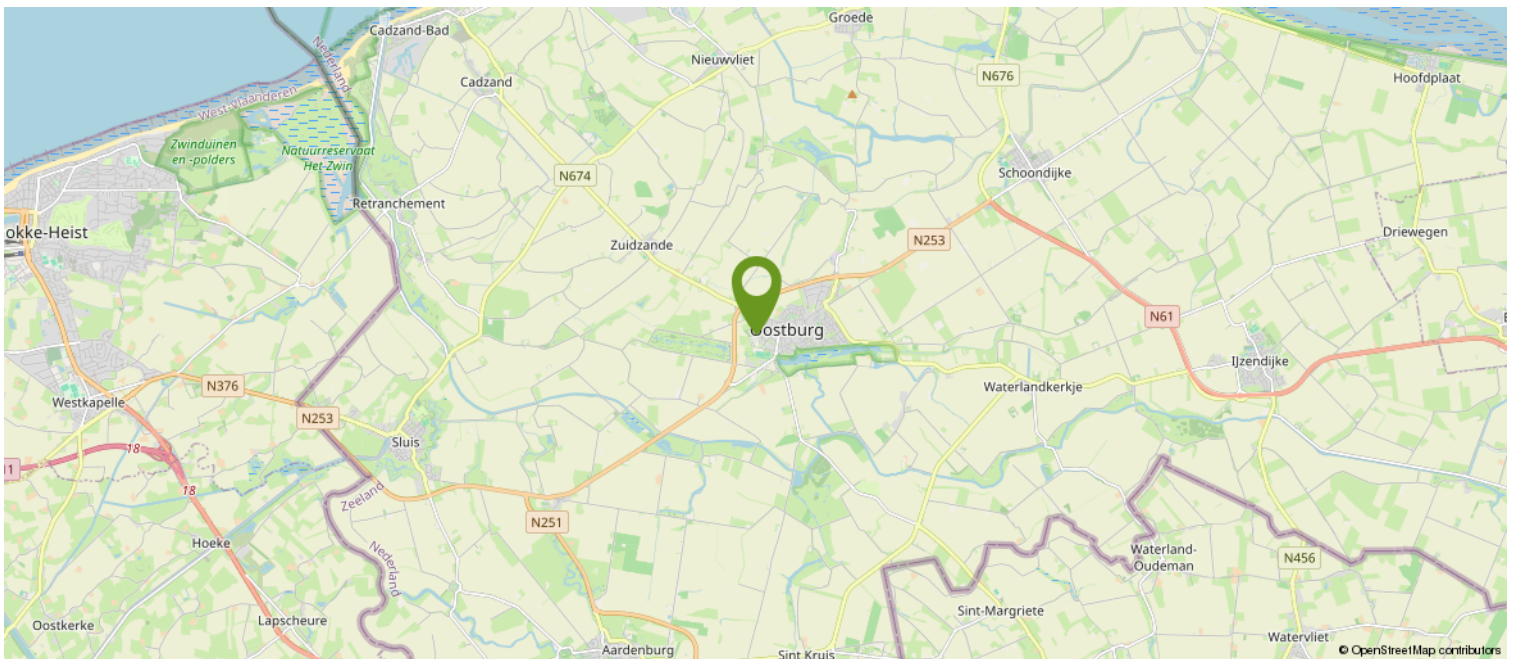 Groede
Cadzand-Bad
Nederland
Nieuwvliet
N676
Hoofdplaat
Cadzand
West-Vlaanderen
Zwinduinen
en -polders
Natuurreservaat
Het Zwin
N674
Schoondijke
Retranchement
okke-Heist
Zuidzande
N253
Driewegen
N61
Oostburg
IJzendijke
N376
Waterlandkerkje
Westkapelle
N253
Sluis
18
11
18
Zeeland
N251
Hoeke
Nederland
Waterland-
Oudeman
N456
Sint-Margriete
Lapscheure
Oostkerke
Watervliet
Aardenburg
Sint Kruis
© OpenStreetMap contributors